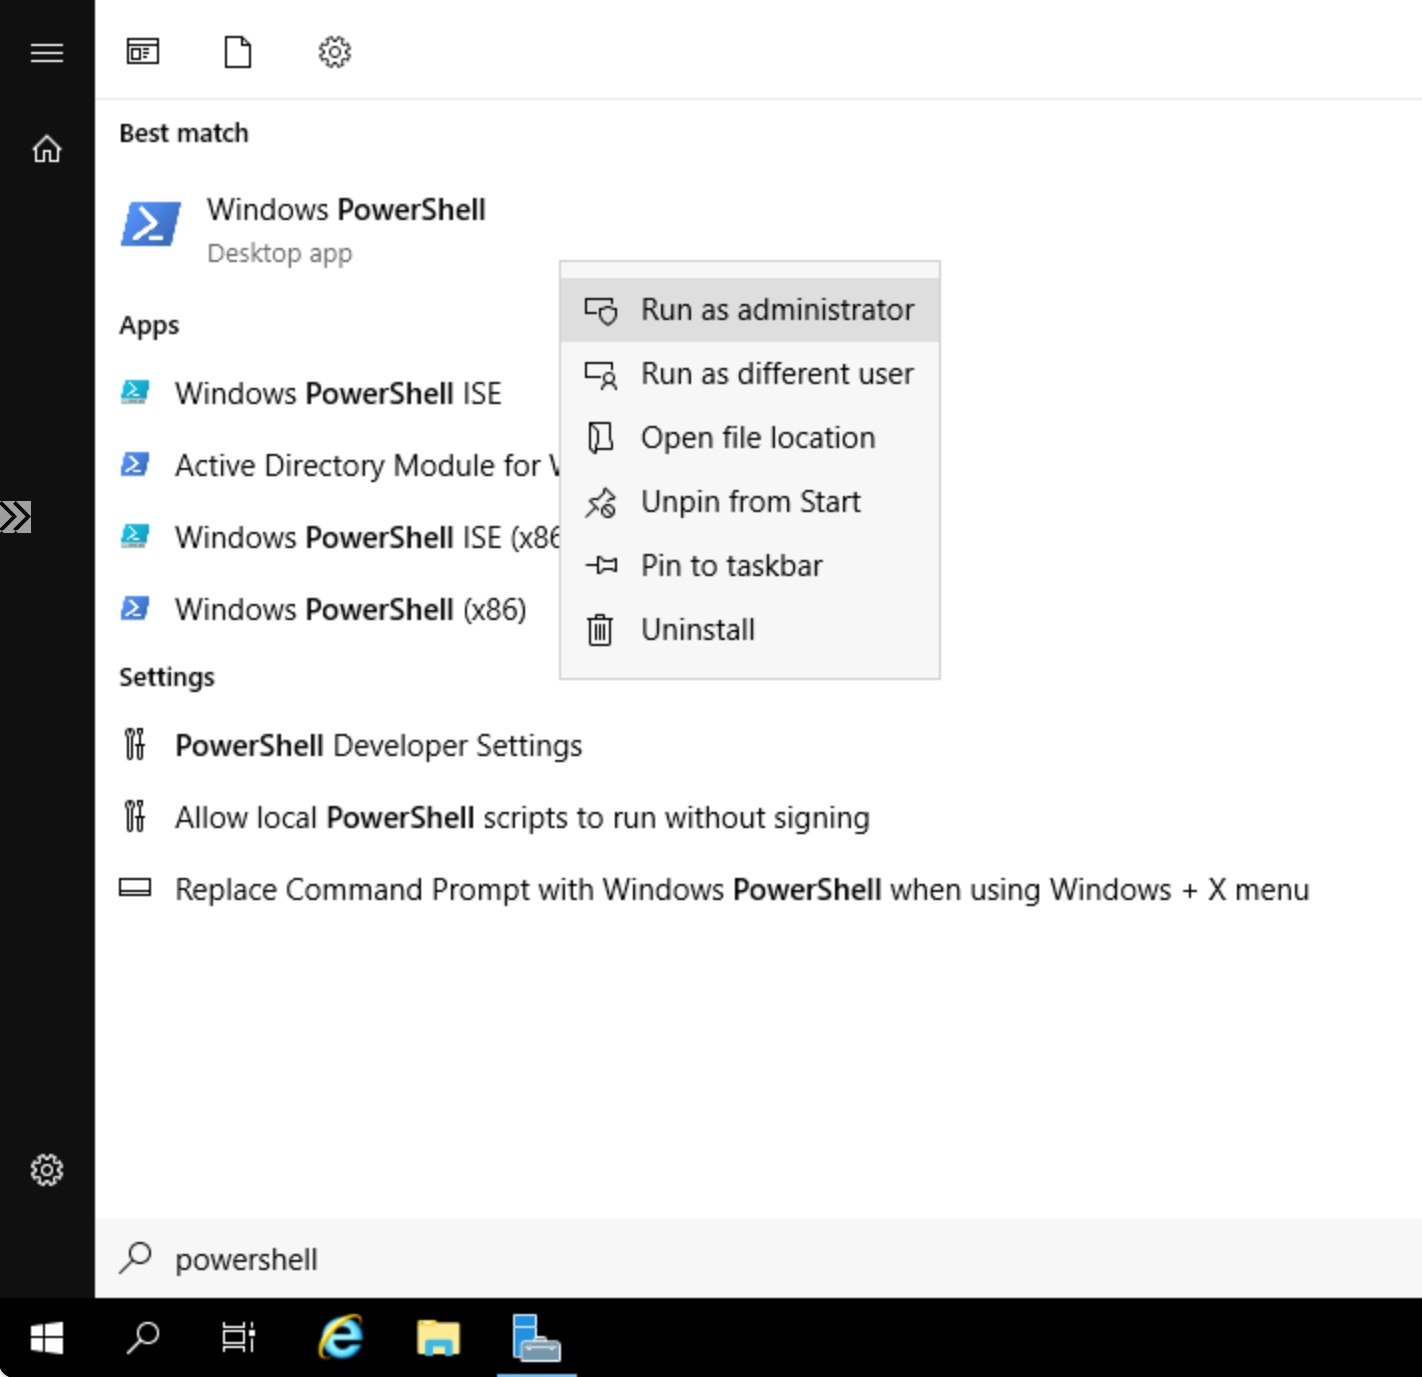 Best match
Windows PowerShell
Desktop app
Run as administrator
Apps
Run as different user
Windows PowerShell ISE
Open file location
Active Directory Module for
Unpin from Start
Windows PowerShell ISE (x86
Pin to taskbar
Windows PowerShell (x86)
Uninstall
Settings
PowerShell Developer Settings
Allow local PowerShell scripts to run without signing
Replace Command Prompt with Windows PowerShell when using Windows + X menu
powershell